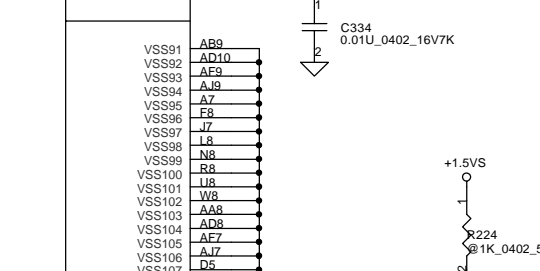 1
C334
0.01U_0402_16V7K
2
VSS91 AB9
VSS92 AD10
VSS93 AF9
VSS94 AJ9
VSS95 A7
VSS96 F8
VSS97 J7
VSS98 L8
VSS99 N8
VSS100 R8
VSS101 U8
VSS102 W8
VSS103 AA8
VSS104 AD8
VSS105 AF7
VSS106 AJ7
VSS107 D5
+1.5VS
1
R224
@1K_0402_5
2